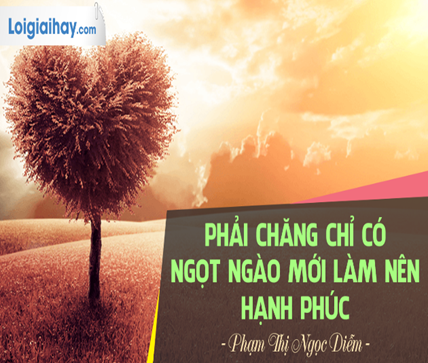 Loigiaihay.com
PHẢI CHĂNG CHỈ CÓ
NGỌT NGÀO MỚI LÀM NÊN
HẠNH PHÚC
- Phạm Thị Ngọc Diễm -